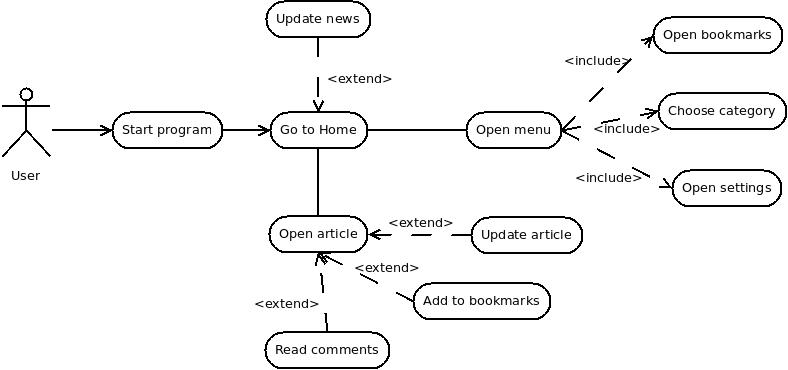 Update news
Open bookmarks
<include>
<extend>
Choose category
Start program
Go to Home
Open menu
<include>
User
<include>
Open settings
<extend>
Open article
Update article
<extend>
Add to bookmarks
<extend>
Read comments